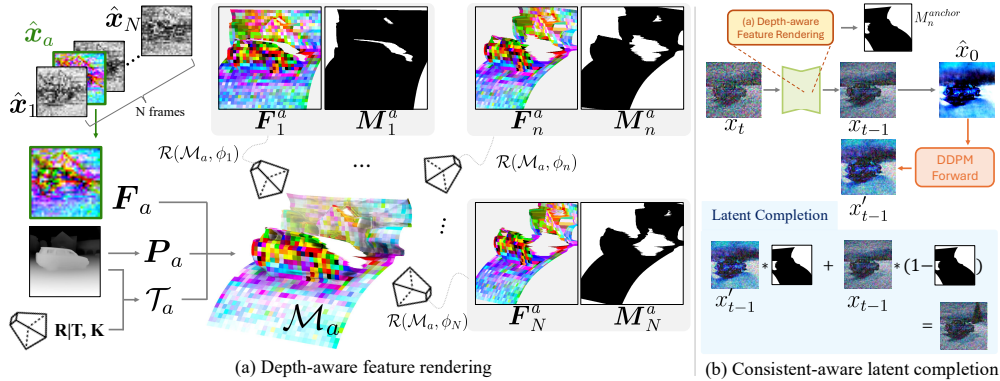 x̂_N
x̂_a
x̂_1
N frames
F_a
P_a
𝒯_a
R|T, K
F_1^a M_1^a
ℛ(ℳ_a, ϕ_1)
...
F_n^a M_n^a
ℛ(ℳ_a, ϕ_n)
⋮
F_N^a M_N^a
ℛ(ℳ_a, ϕ_N)
ℳ_a
(a) Depth-aware feature rendering
(a) Depth-aware
Feature Rendering
M_n^{anchor}
x̂_0
x_t
x_{t-1}
DDPM
Forward
x'_{t-1}
Latent Completion
* + *(1− )
x'_{t-1} x_{t-1}
=
(b) Consistent-aware latent completion